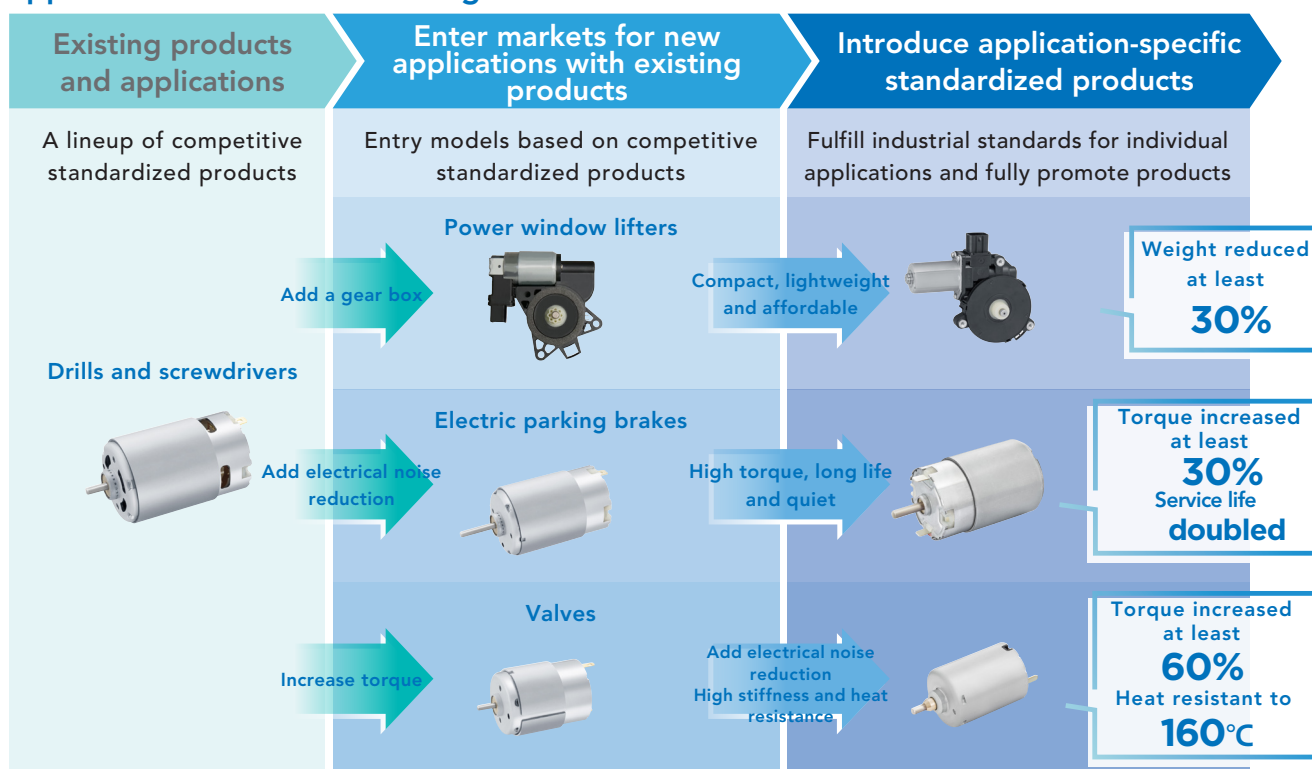 Existing products
and applications
Enter markets for new
applications with existing
products
Introduce application-specific
standardized products
A lineup of competitive
standardized products
Entry models based on competitive
standardized products
Fulfill industrial standards for individual
applications and fully promote products
Drills and screwdrivers
Add a gear box
Power window lifters
Compact, lightweight
and affordable
Weight reduced
at least
30%
Add electrical noise
reduction
Electric parking brakes
High torque, long life
and quiet
Torque increased
at least
30%
Service life
doubled
Increase torque
Valves
Add electrical noise
reduction
High stiffness and heat
resistance
Torque increased
at least
60%
Heat resistant to
160℃